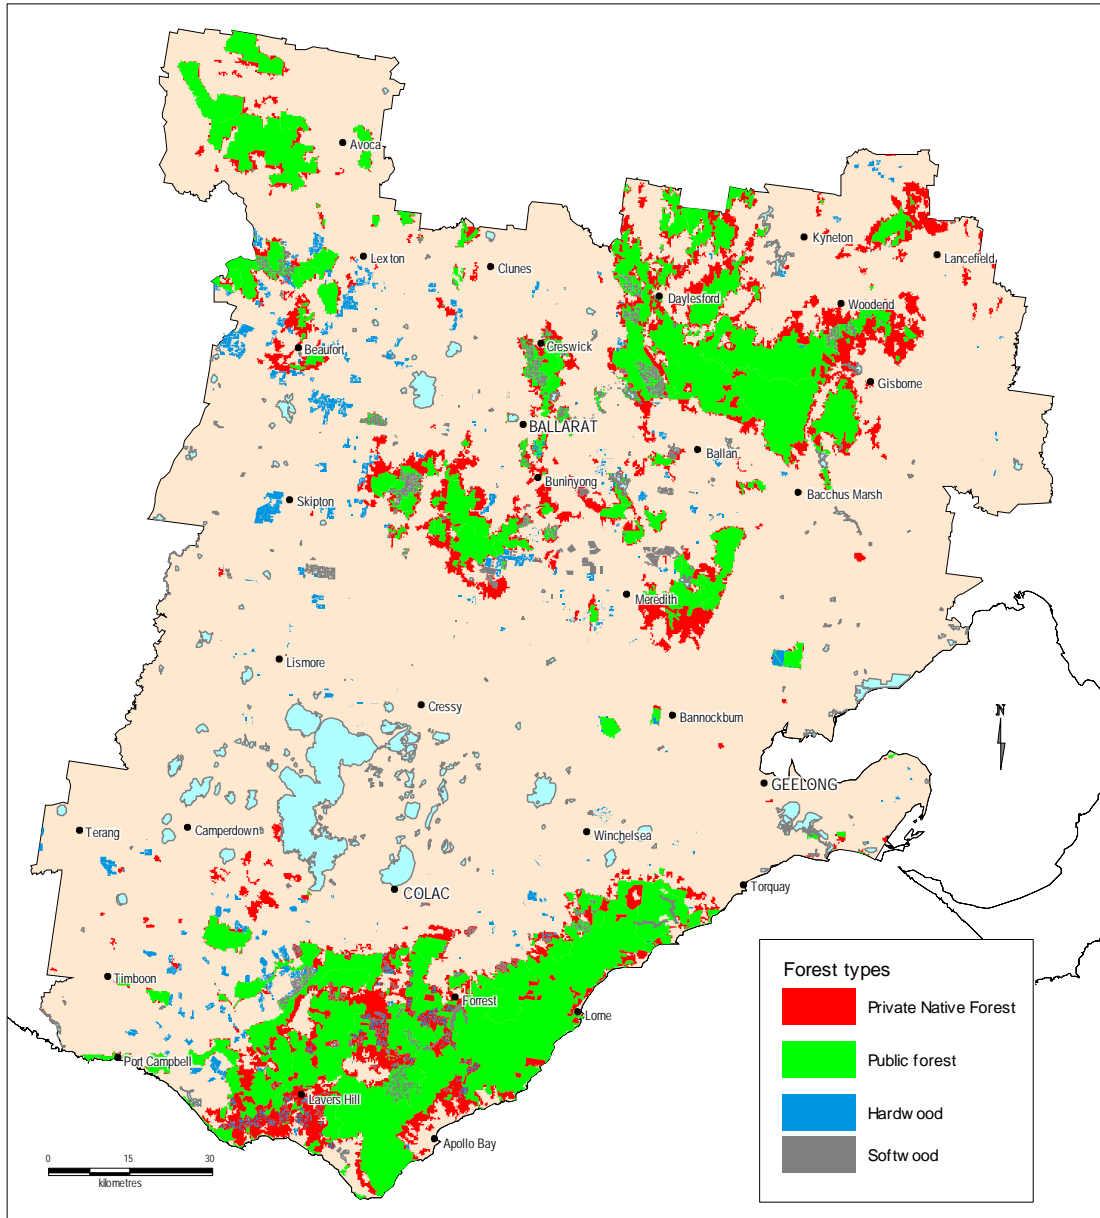 Avoca
Kyneton
Lancefield
Lexton
Clunes
Daylesford
Woodend
Beaufort
Creswick
Gisborne
BALLARAT
Ballan
Buninyong
Bacchus Marsh
Skipton
Meredith
Lismore
Cressy
Bannockburn
N
GEELONG
Terang
Camperdown
Winchelsea
COLAC
Torquay
Timboon
Forrest
Lorne
Port Campbell
Lavers Hill
Apollo Bay
Forest types
Private Native Forest
Public forest
Hardwood
Softwood
0 15 30
kilometres